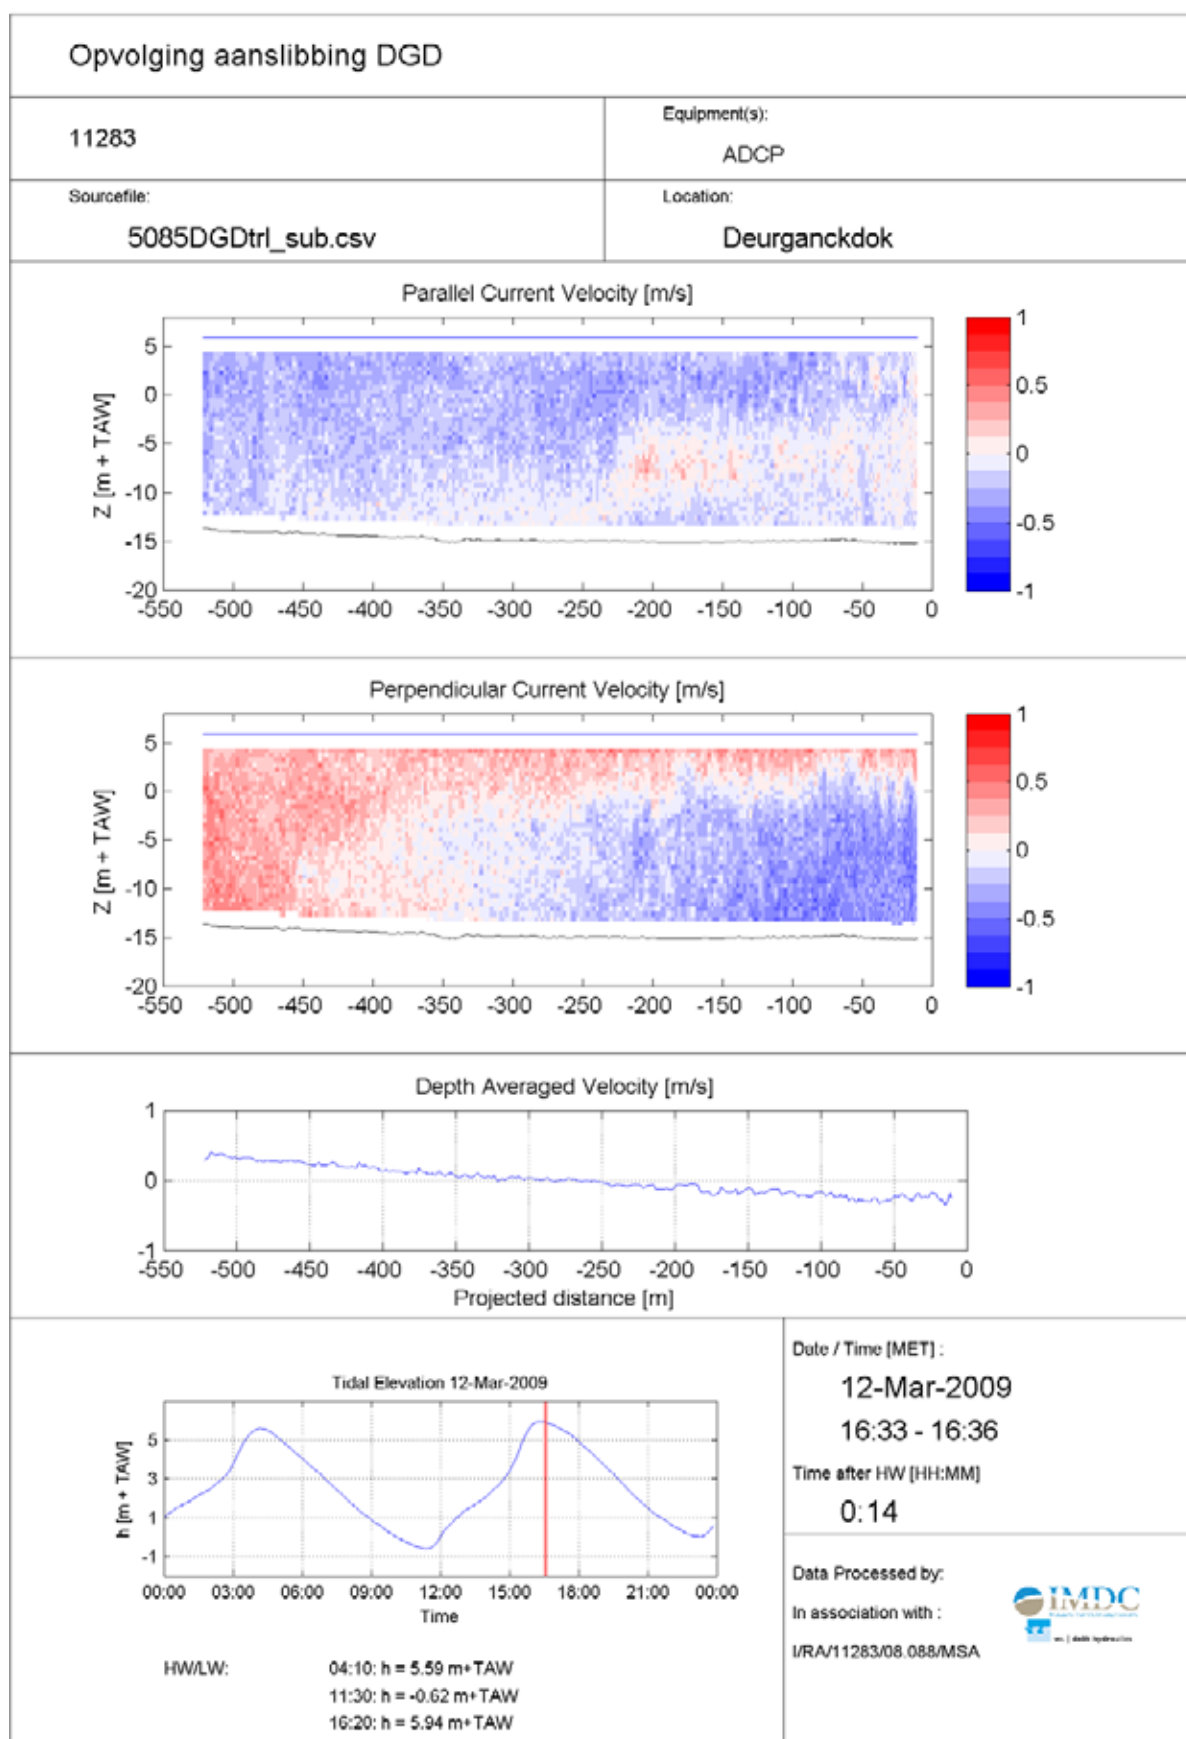 Opvolging aanslibbing DGD
11283
Equipment(s):
ADCP
Sourcefile:
5085DGDtrl_sub.csv
Location:
Deurganckdok
Parallel Current Velocity [m/s]
Z [m + TAW]
5
0
-5
-10
-15
-20
-550 -500 -450 -400 -350 -300 -250 -200 -150 -100 -50 0
1
0.5
0
-0.5
-1
Perpendicular Current Velocity [m/s]
Z [m + TAW]
5
0
-5
-10
-15
-20
-550 -500 -450 -400 -350 -300 -250 -200 -150 -100 -50 0
1
0.5
0
-0.5
-1
Depth Averaged Velocity [m/s]
1
0
-1
-550 -500 -450 -400 -350 -300 -250 -200 -150 -100 -50 0
Projected distance [m]
Tidal Elevation 12-Mar-2009
h [m + TAW]
5
3
1
-1
00:00 03:00 06:00 09:00 12:00 15:00 18:00 21:00 00:00
Time
HW/LW:
04:10: h = 5.59 m+TAW
11:30: h = -0.62 m+TAW
16:20: h = 5.94 m+TAW
Date / Time [MET] :
12-Mar-2009
16:33 - 16:36
Time after HW [HH:MM]
0:14
Data Processed by:
IMDC
In association with :
wl | delft hydraulics
I/RA/11283/08.088/MSA